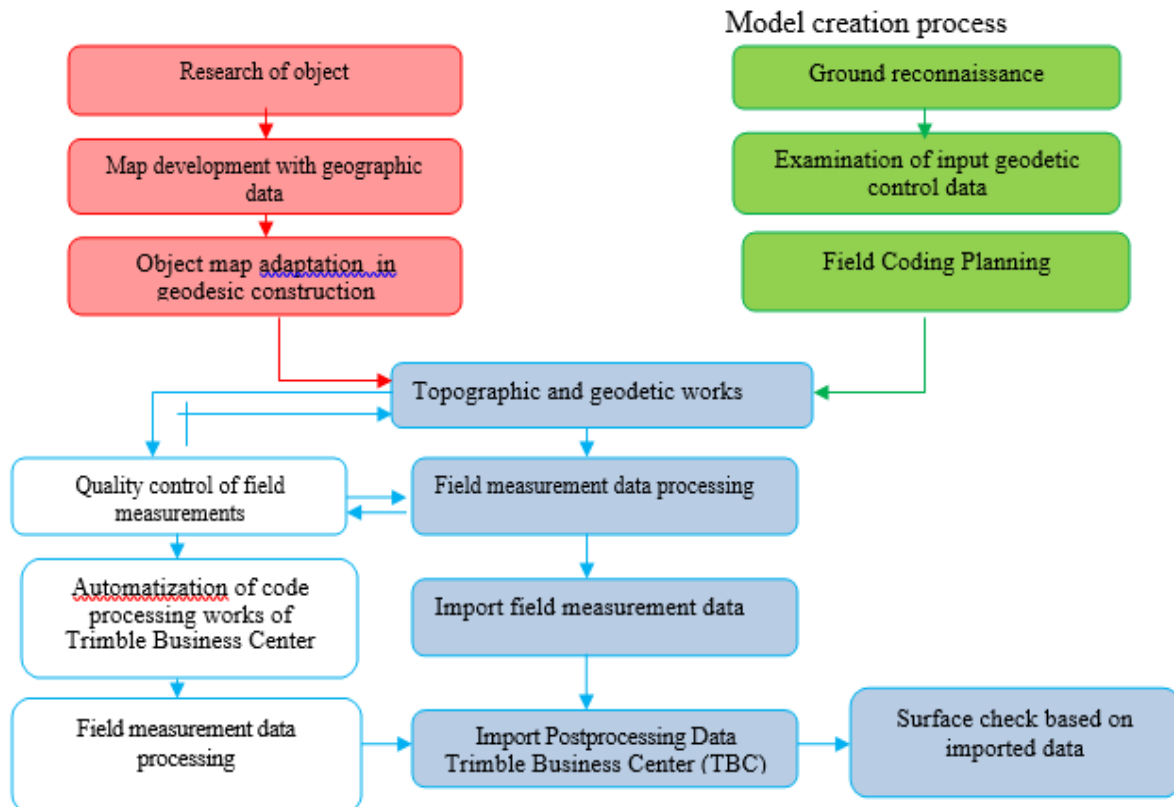 Model creation process
Research of object
Ground reconnaissance
Map development with geographic
data
Examination of input geodetic
control data
Object map adaptation  in
geodesic construction
Field Coding Planning
Topographic and geodetic works
Quality control of field
measurements
Field measurement data processing
Automatization of code
processing works of
Trimble Business Center
Import field measurement data
Field measurement data
processing
Import Postprocessing Data
Trimble Business Center (TBC)
Surface check based on
imported data